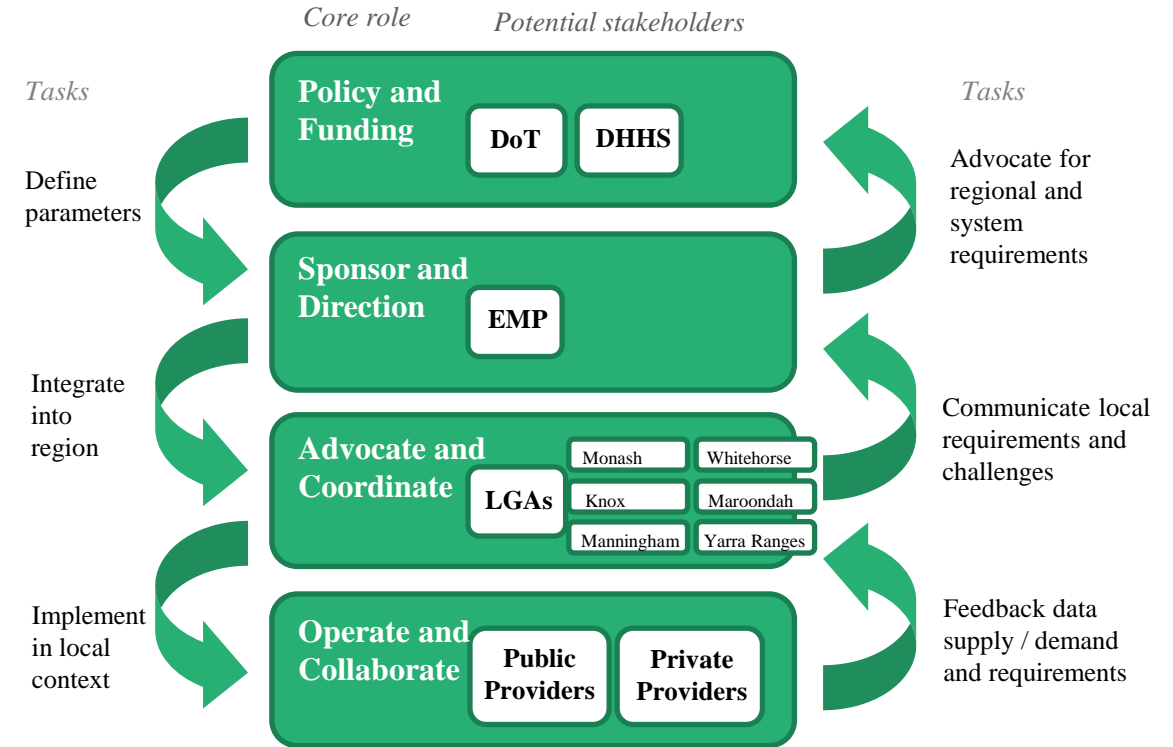 Core role
Potential stakeholders
Tasks
Tasks
Policy and
Funding
DoT
DHHS
Define
parameters
Advocate for
regional and
system
requirements
Sponsor and
Direction
EMP
Integrate
into
region
Communicate local
requirements and
challenges
Advocate and
Coordinate
LGAs
Monash
Whitehorse
Knox
Maroondah
Manningham
Yarra Ranges
Implement
in local
context
Feedback data
supply / demand
and requirements
Operate and
Collaborate
Public
Providers
Private
Providers